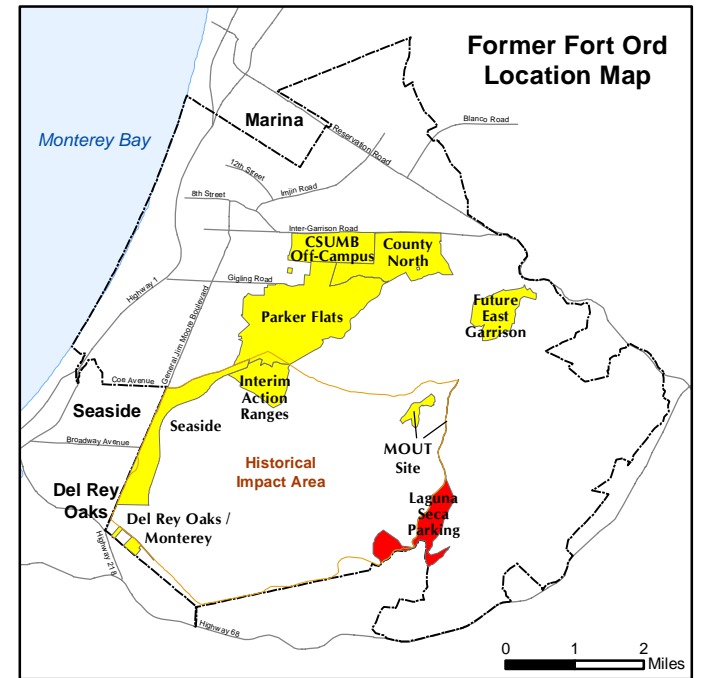 Former Fort Ord
Location Map
Marina
Blanco Road
Monterey Bay
Reservation Road
12th Street
Imjin Road
8th Street
Inter-Garrison Road
CSUMB
Off-Campus
County
North
Gigling Road
Highway 1
General Jim Moore Boulevard
Parker Flats
Future
East
Garrison
Coe Avenue
Interim
Action
Ranges
Seaside
Seaside
Broadway Avenue
MOUT
Site
Historical
Impact Area
Del Rey
Oaks
Laguna
Seca
Parking
Del Rey Oaks /
Monterey
Highway 218
Highway 68
0 1 2
Miles